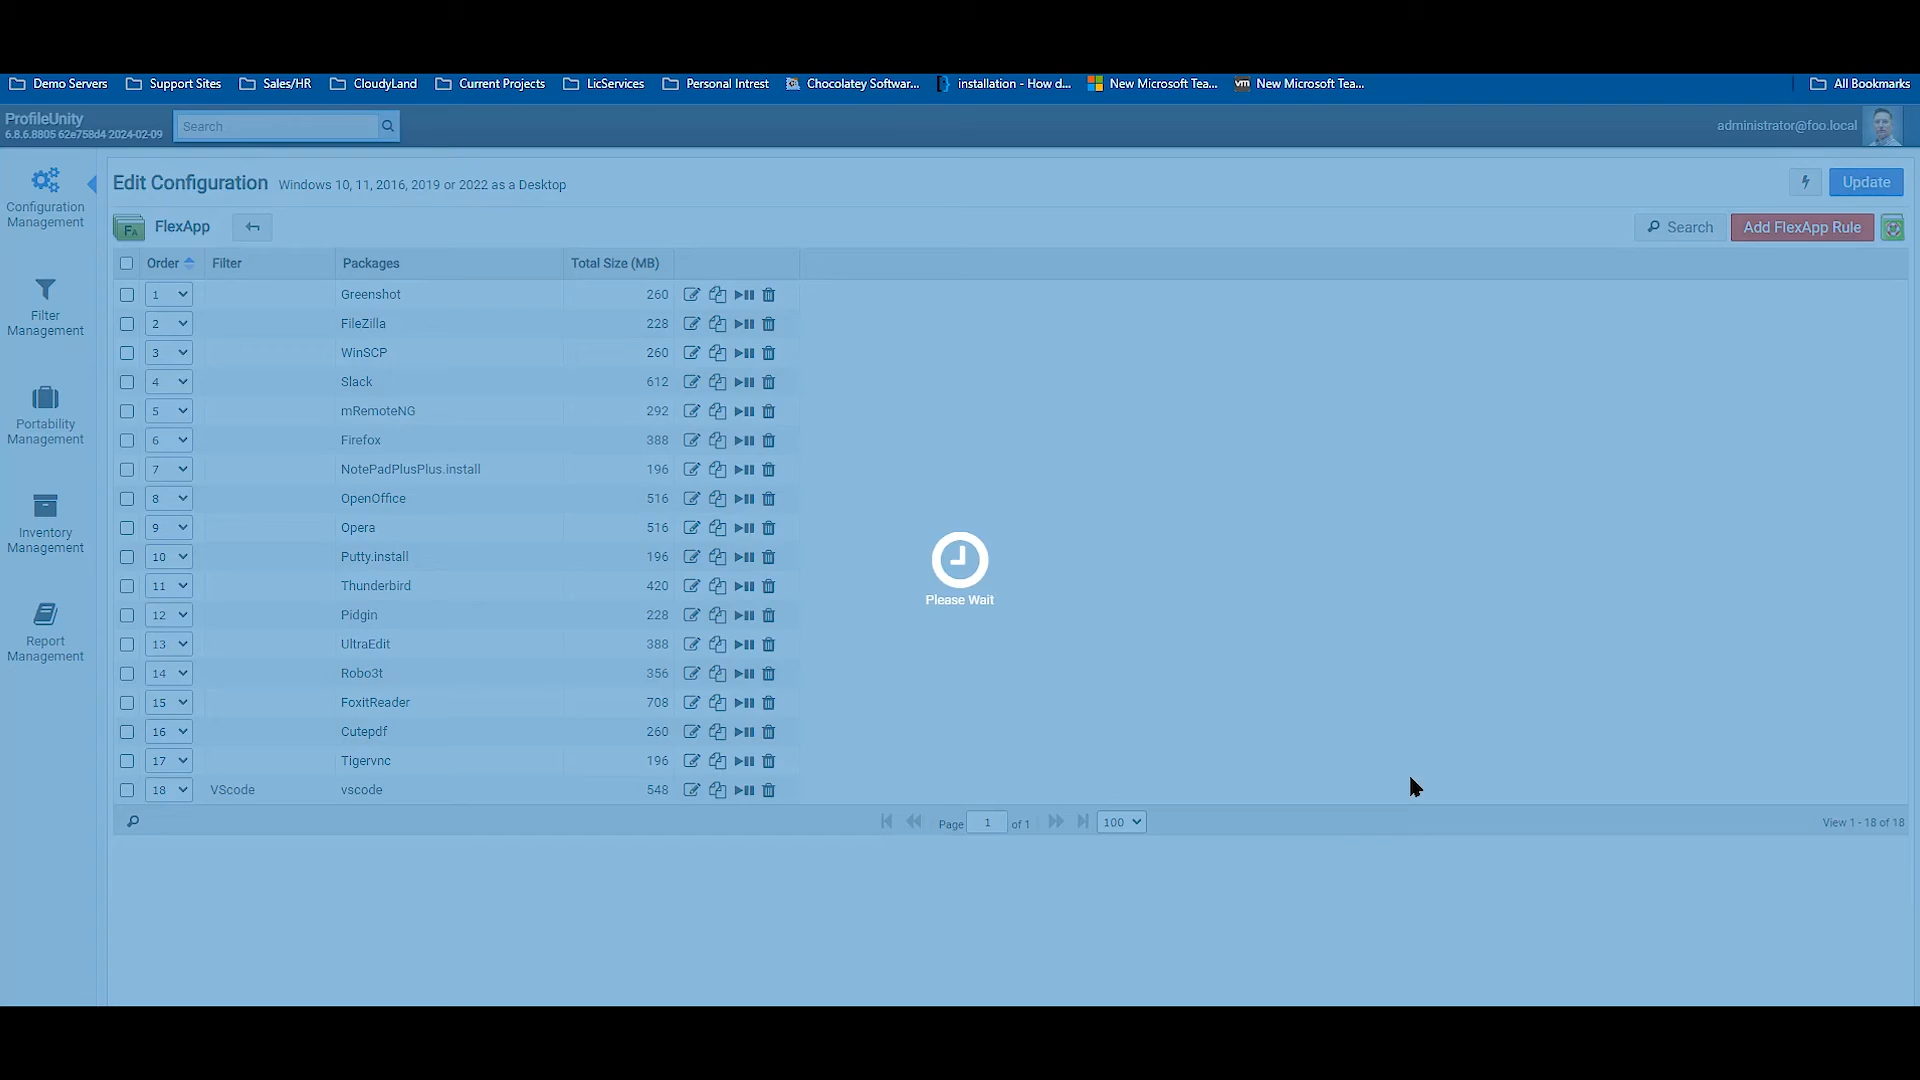 Demo Servers Support Sites Sales/HR CloudyLand Current Projects LicServices Personal Intrest Chocolatey Softwar... installation - How d... New Microsoft Tea... vm New Microsoft Tea... All Bookmarks
ProfileUnity
6.8.6.8805 62e758d4 2024-02-09
Search
administrator@foo.local
Configuration
Management
Filter
Management
Portability
Management
Inventory
Management
Report
Management
Edit Configuration Windows 10, 11, 2016, 2019 or 2022 as a Desktop
Update
FA FlexApp
Search Add FlexApp Rule
Order Filter Packages Total Size (MB)
1 Greenshot 260
2 FileZilla 228
3 WinSCP 260
4 Slack 612
5 mRemoteNG 292
6 Firefox 388
7 NotePadPlusPlus.install 196
8 OpenOffice 516
9 Opera 516
10 Putty.install 196
11 Thunderbird 420
12 Pidgin 228
13 UltraEdit 388
14 Robo3t 356
15 FoxitReader 708
16 Cutepdf 260
17 Tigervnc 196
18 VScode vscode 548
Please Wait
Page 1 of 1 100 View 1 - 18 of 18